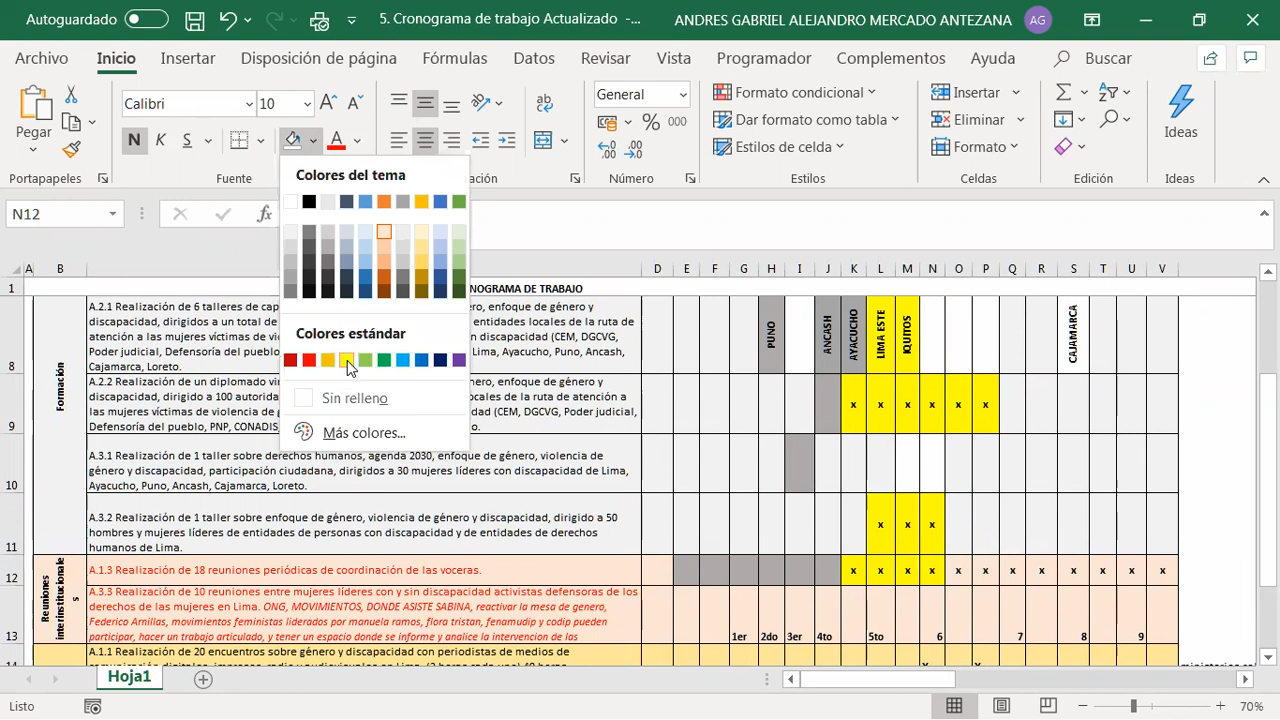 Autoguardado
5. Cronograma de trabajo Actualizado -...
ANDRES GABRIEL ALEJANDRO MERCADO ANTEZANA
AG
Archivo Inicio Insertar Disposición de página Fórmulas Datos Revisar Vista Programador Complementos Ayuda Buscar
Pegar
Calibri 10
N K S
General
% 000
Formato condicional
Dar formato como tabla
Estilos de celda
Insertar
Eliminar
Formato
Ideas
Portapapeles Fuente Número Estilos Celdas Edición Ideas
Colores del tema
Colores estándar
Sin relleno
Más colores...
N12
fx
A B D E F G H I J K L M N O P Q R S T U V
1
PUNO
ANCASH
AYACUCHO
LIMA ESTE
IQUITOS
CAJAMARCA
8
Formación
A.2.1 Realización de 6 talleres de
discapacidad, dirigidos a un total de
atención a las mujeres víctimas de
Poder judicial, Defensoría del pueblo
Cajamarca, Loreto.
enfoque de género y
entidades locales de la ruta de
discapacidad (CEM, DGCVG,
Lima, Ayacucho, Puno, Ancash,
9
A.2.2 Realización de un diplomado
discapacidad, dirigido a 100
las mujeres víctimas de violencia de
Defensoría del pueblo, PNP,
enfoque de género y
locales de la ruta de atención a
discapacidad (CEM, DGCVG, Poder judicial,
x x x x x x
10
A.3.1 Realización de 1 taller sobre derechos humanos, agenda 2030, enfoque de género, violencia de
género y discapacidad, participación ciudadana, dirigidos a 30 mujeres líderes con discapacidad de Lima,
Ayacucho, Puno, Ancash, Cajamarca, Loreto.
11
A.3.2 Realización de 1 taller sobre enfoque de género, violencia de género y discapacidad, dirigido a 50
hombres y mujeres líderes de entidades de personas con discapacidad y de entidades de derechos
humanos de Lima.
x x x
12
Reuniones
interinstitucionale
s
A.1.3 Realización de 18 reuniones periódicas de coordinación de las voceras.
x x x x x x x x x x x x
13
A.3.3 Realización de 10 reuniones entre mujeres líderes con y sin discapacidad activistas defensoras de los
derechos de las mujeres en Lima. ONG, MOVIMIENTOS, DONDE ASISTE SABINA, reactivar la mesa de genero,
Federico Arnillas, movimientos feministas liderados por manuela ramos, flora tristan, fenamudip y codip pueden
participar, hacer un trabajo articulado, y tener un espacio donde se informe y analice la intervencion de las
1er 2do 3er 4to 5to 6 7 8 9
A.1.1 Realización de 20 encuentros sobre género y discapacidad con periodistas de medios de
Hoja1
Listo
70%